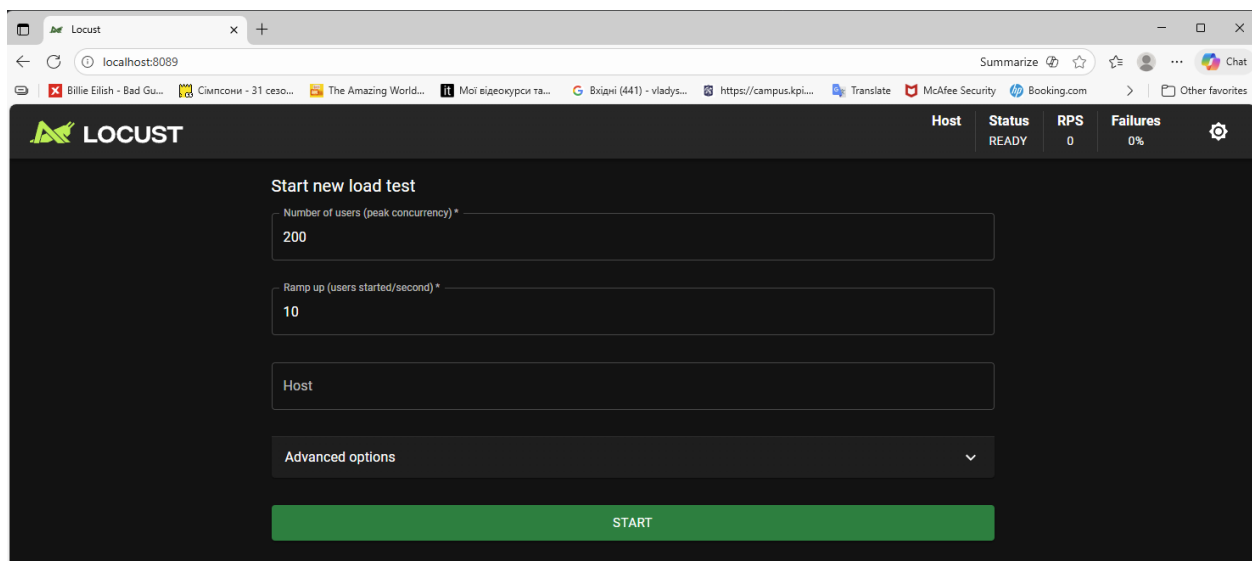 Locust
localhost:8089
Summarize
Chat
Billie Eilish - Bad Gu...
Сімпсони - 31 сезо...
The Amazing World...
it Мої відеокурси та...
G Вхідні (441) - vladys...
https://campus.kpi....
Translate
McAfee Security
Booking.com
Other favorites
LOCUST
Host
Status
READY
RPS
0
Failures
0%
Start new load test
Number of users (peak concurrency) *
200
Ramp up (users started/second) *
10
Host
Advanced options
START